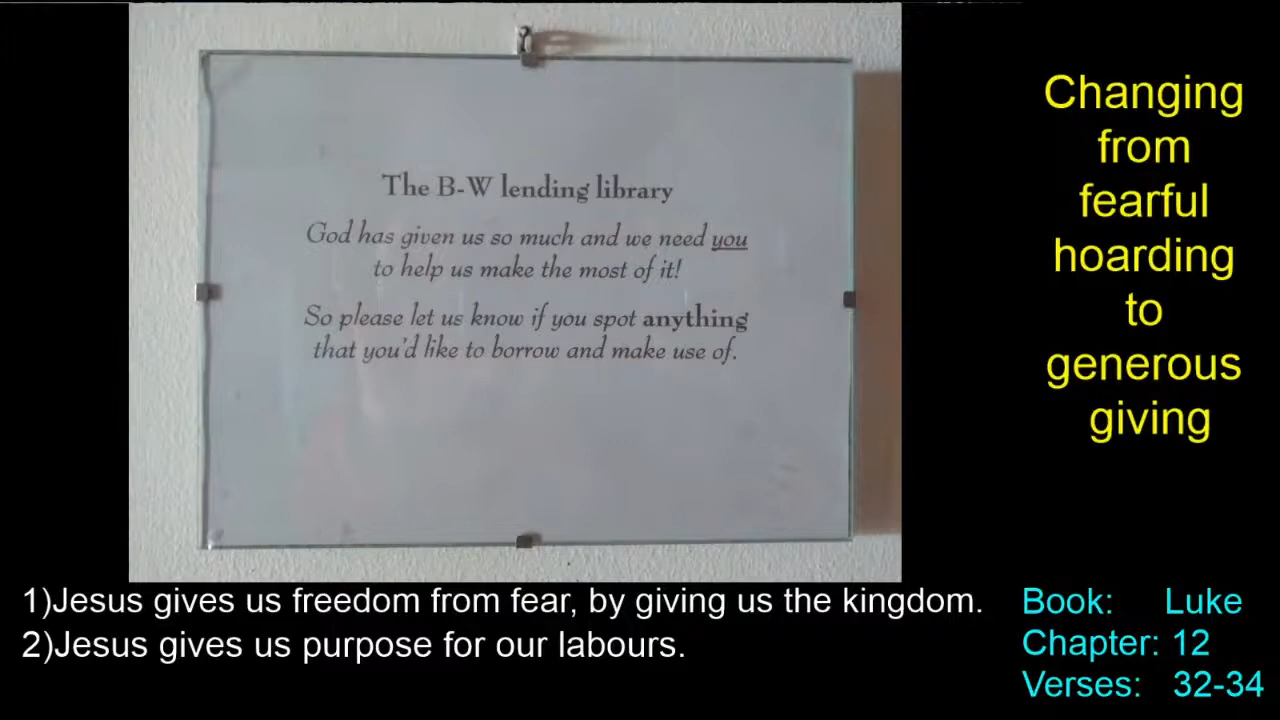 The B-W lending library
God has given us so much and we need you
to help us make the most of it!
So please let us know if you spot anything
that you'd like to borrow and make use of.
Changing
from
fearful
hoarding
to
generous
giving
1)Jesus gives us freedom from fear, by giving us the kingdom.
2)Jesus gives us purpose for our labours.
Book: Luke
Chapter: 12
Verses: 32-34